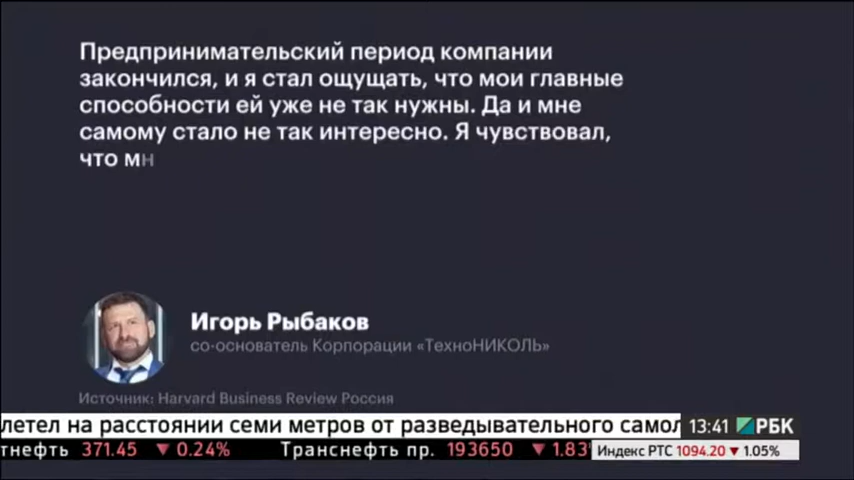 Предпринимательский период компании
закончился, и я стал ощущать, что мои главные
способности ей уже не так нужны. Да и мне
самому стало не так интересно. Я чувствовал,
что мн
Игорь Рыбаков
со-основатель Корпорации «ТехноНИКОЛЬ»
Источник: Harvard Business Review Россия
летел на расстоянии семи метров от разведывательного самол 13:41 РБК
тнефть 371.45 ▼ 0.24% Транснефть пр. 193650 ▼ 1.83 Индекс РТС 1094.20 ▼ 1.05%